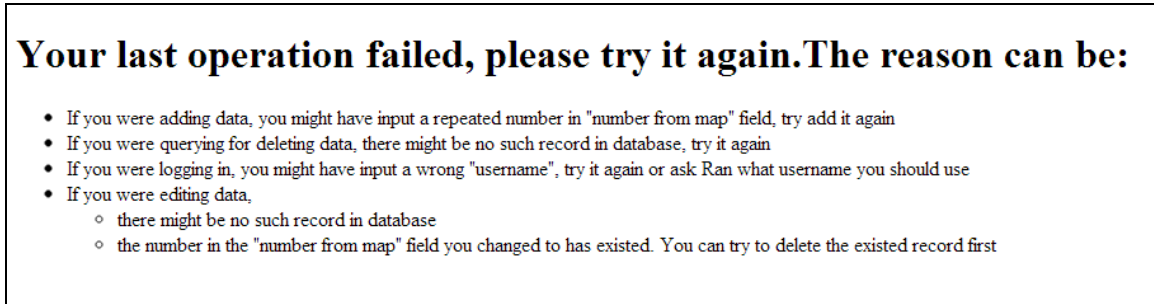 Your last operation failed, please try it again.The reason can be:
If you were adding data, you might have input a repeated number in "number from map" field, try add it again
If you were querying for deleting data, there might be no such record in database, try it again
If you were logging in, you might have input a wrong "username", try it again or ask Ran what username you should use
If you were editing data,
there might be no such record in database
the number in the "number from map" field you changed to has existed. You can try to delete the existed record first